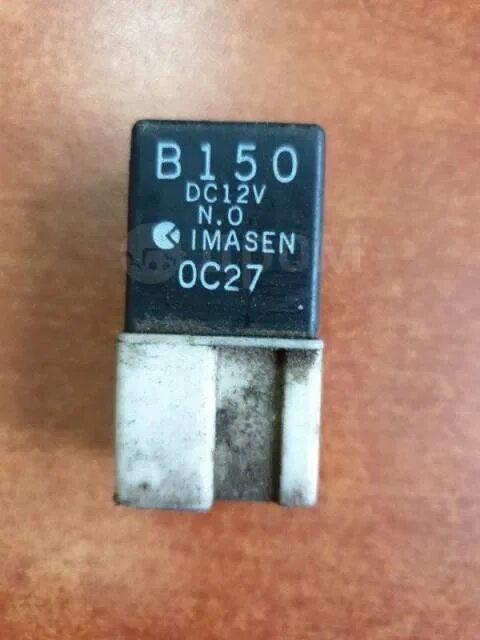 B150
DC12V
N.O
IMASEN
0C27